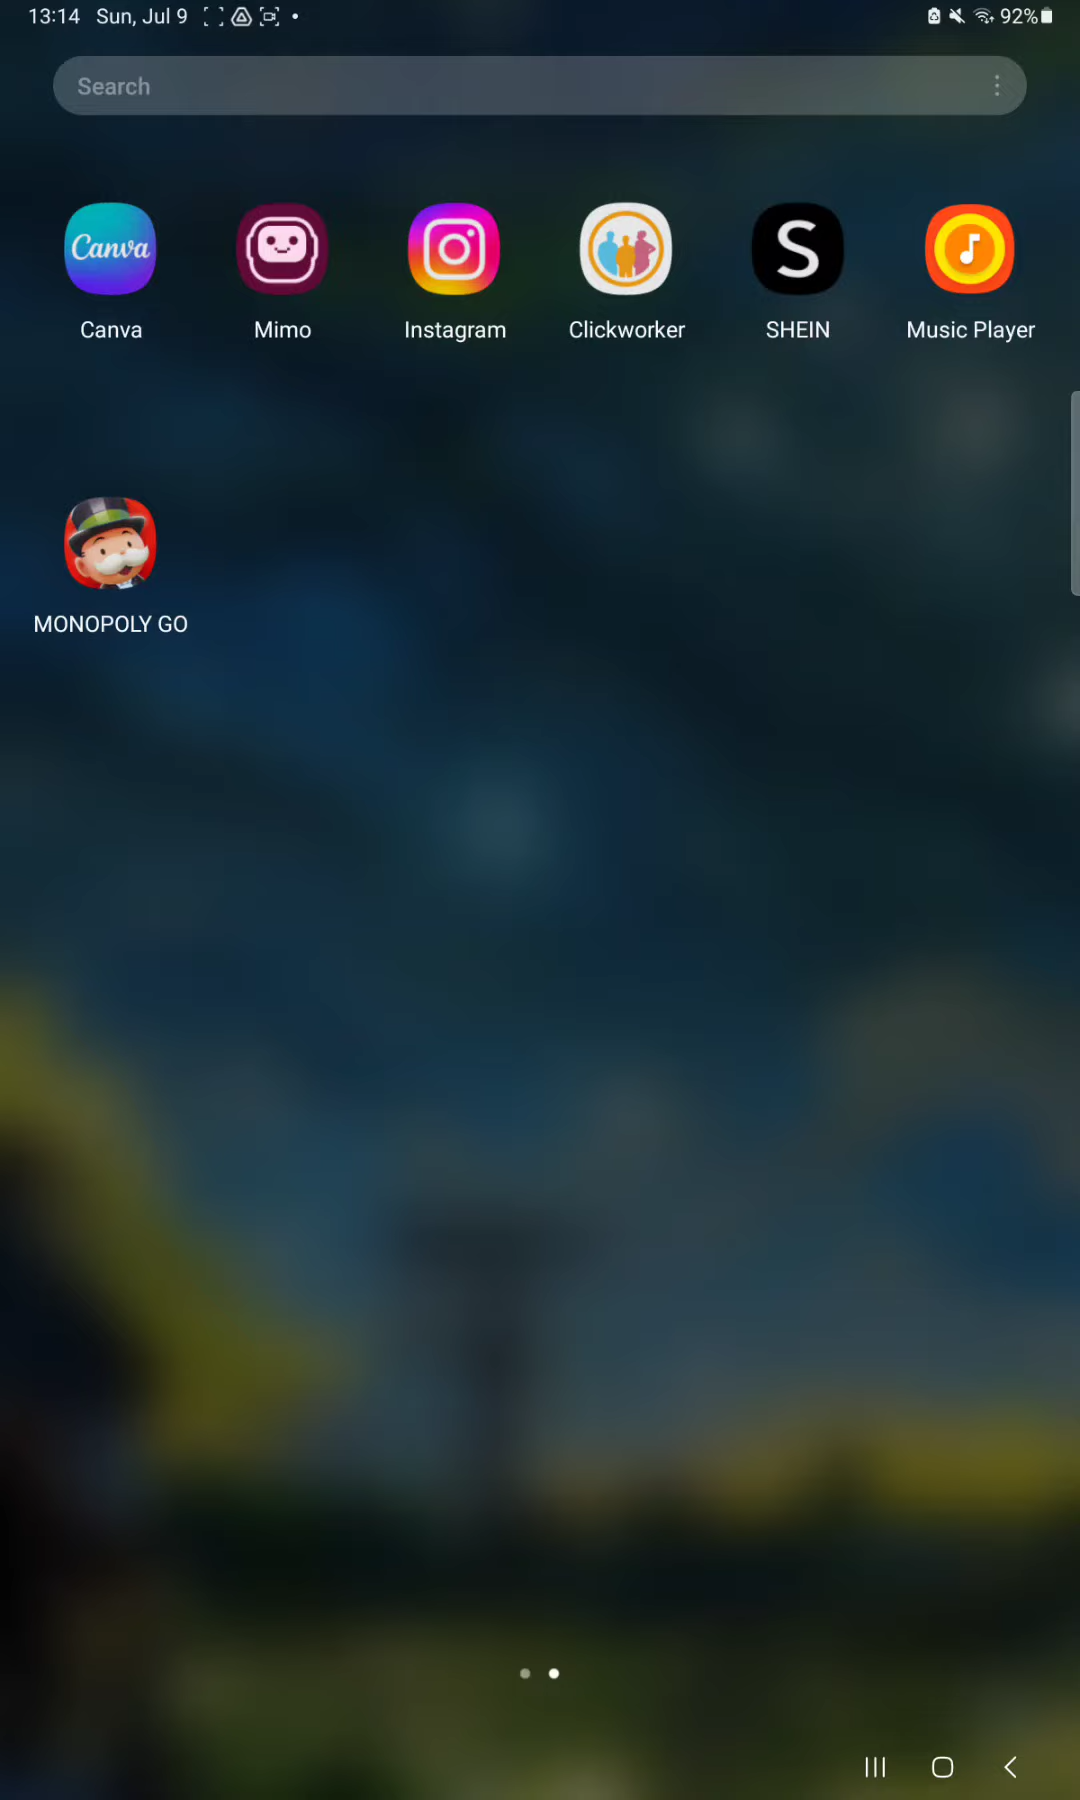 13:14 Sun, Jul 9 92%
Search
Canva
S
Canva Mimo Instagram Clickworker SHEIN Music Player
MONOPOLY GO